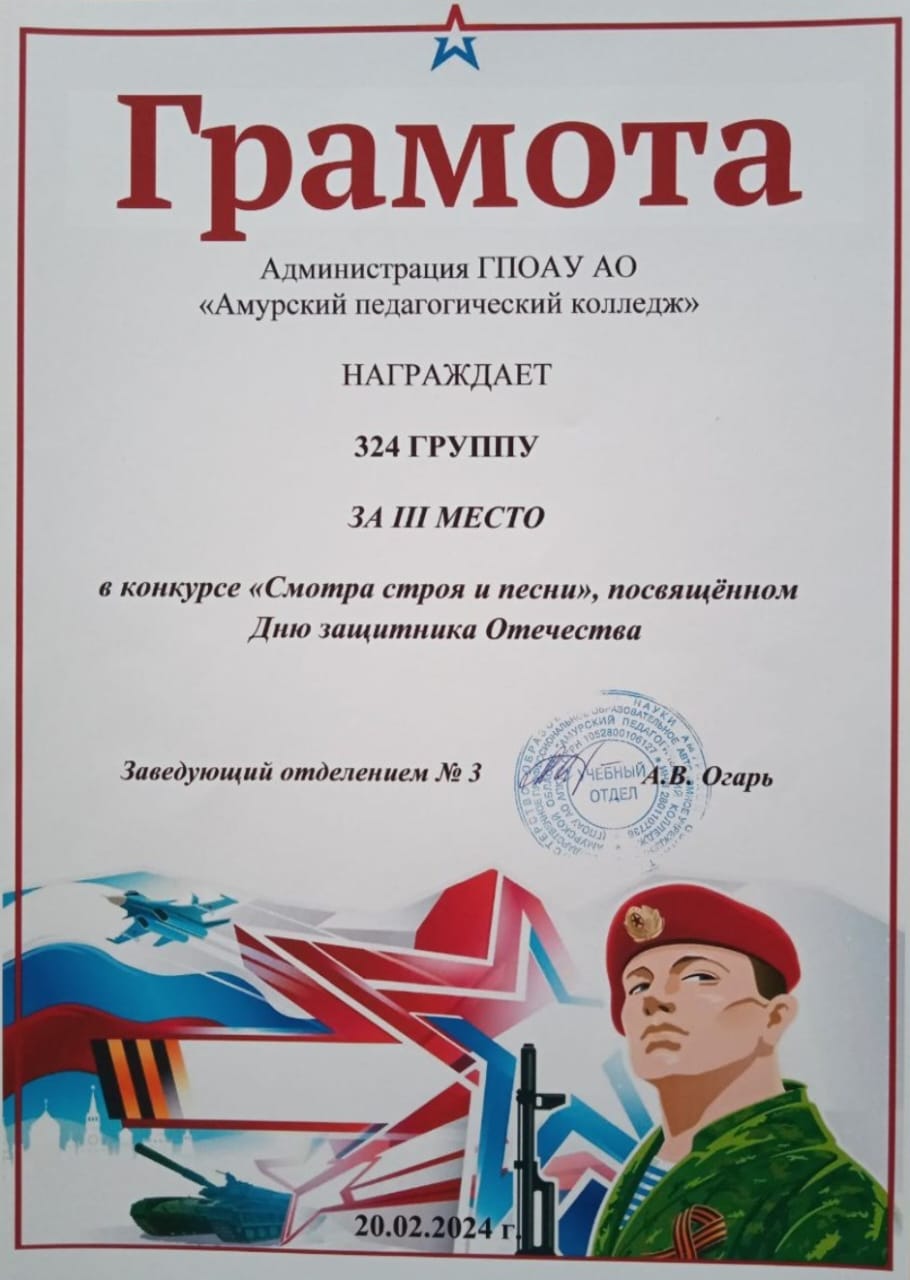 Грамота
Администрация ГПОАУ АО
«Амурский педагогический колледж»
НАГРАЖДАЕТ
324 ГРУППУ
ЗА III МЕСТО
в конкурсе «Смотра строя и песни», посвящённом
Дню защитника Отечества
Заведующий отделением № 3
А.В. Огарь
УЧЕБНЫЙ
ОТДЕЛ
20.02.2024 г.